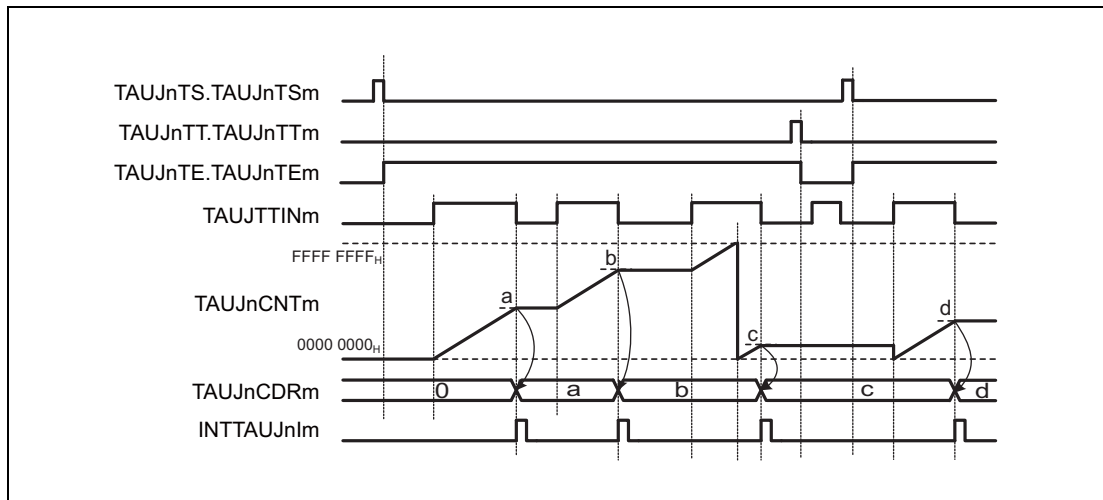 TAUJnTS.TAUJnTSm
TAUJnTT.TAUJnTTm
TAUJnTE.TAUJnTEm
TAUJTTINm
FFFF FFFFH
b
a
d
TAUJnCNTm
c
0000 0000H
TAUJnCDRm
0 a b c d
INTTAUJnIm